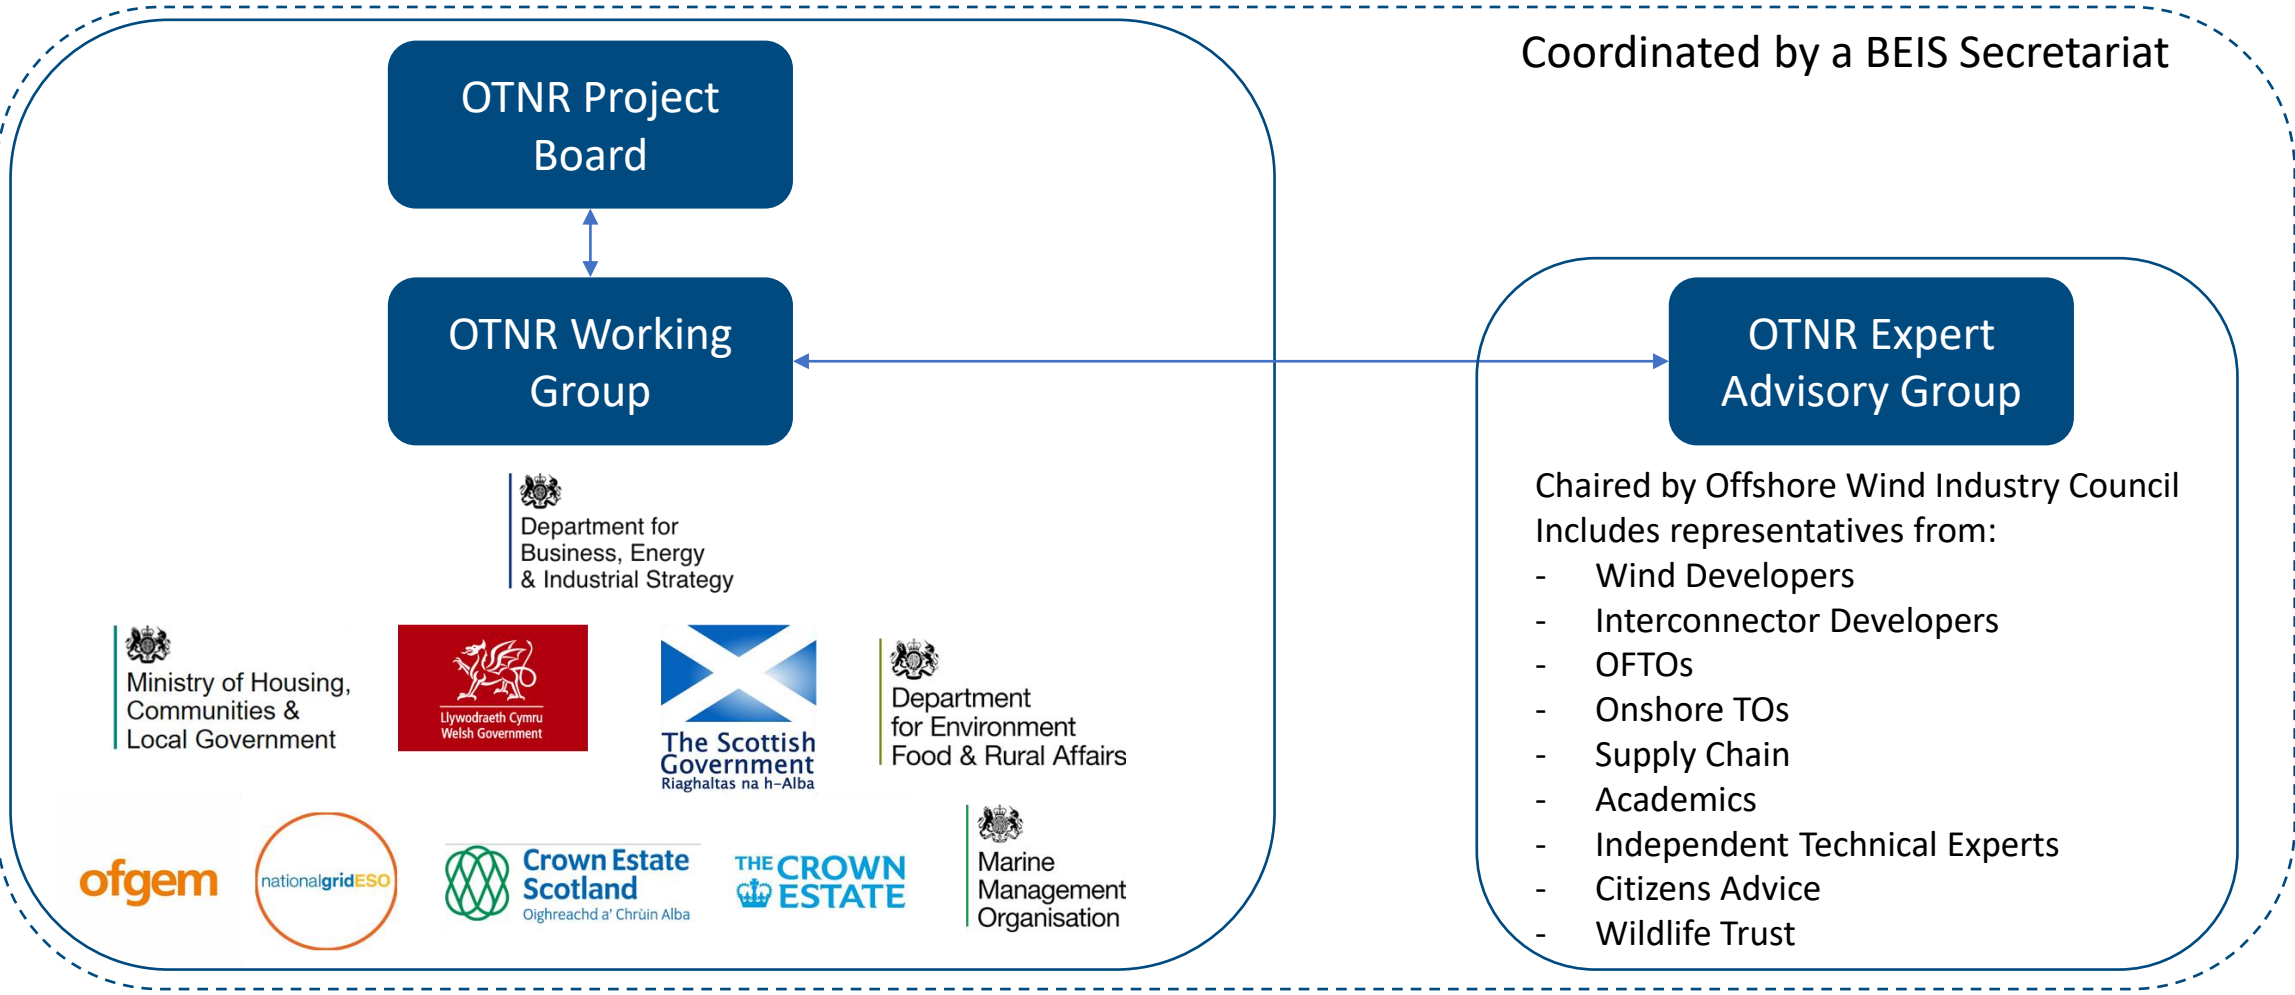 Coordinated by a BEIS Secretariat
OTNR Project
Board
OTNR Working
Group
Department for
Business, Energy
& Industrial Strategy
Ministry of Housing,
Communities &
Local Government
Llywodraeth Cymru
Welsh Government
The Scottish
Government
Riaghaltas na h-Alba
Department
for Environment
Food & Rural Affairs
ofgem
nationalgridESO
Crown Estate
Scotland
Oighreachd a' Chrùin Alba
THE CROWN
ESTATE
Marine
Management
Organisation
OTNR Expert
Advisory Group
Chaired by Offshore Wind Industry Council
Includes representatives from:
- Wind Developers
- Interconnector Developers
- OFTOs
- Onshore TOs
- Supply Chain
- Academics
- Independent Technical Experts
- Citizens Advice
- Wildlife Trust